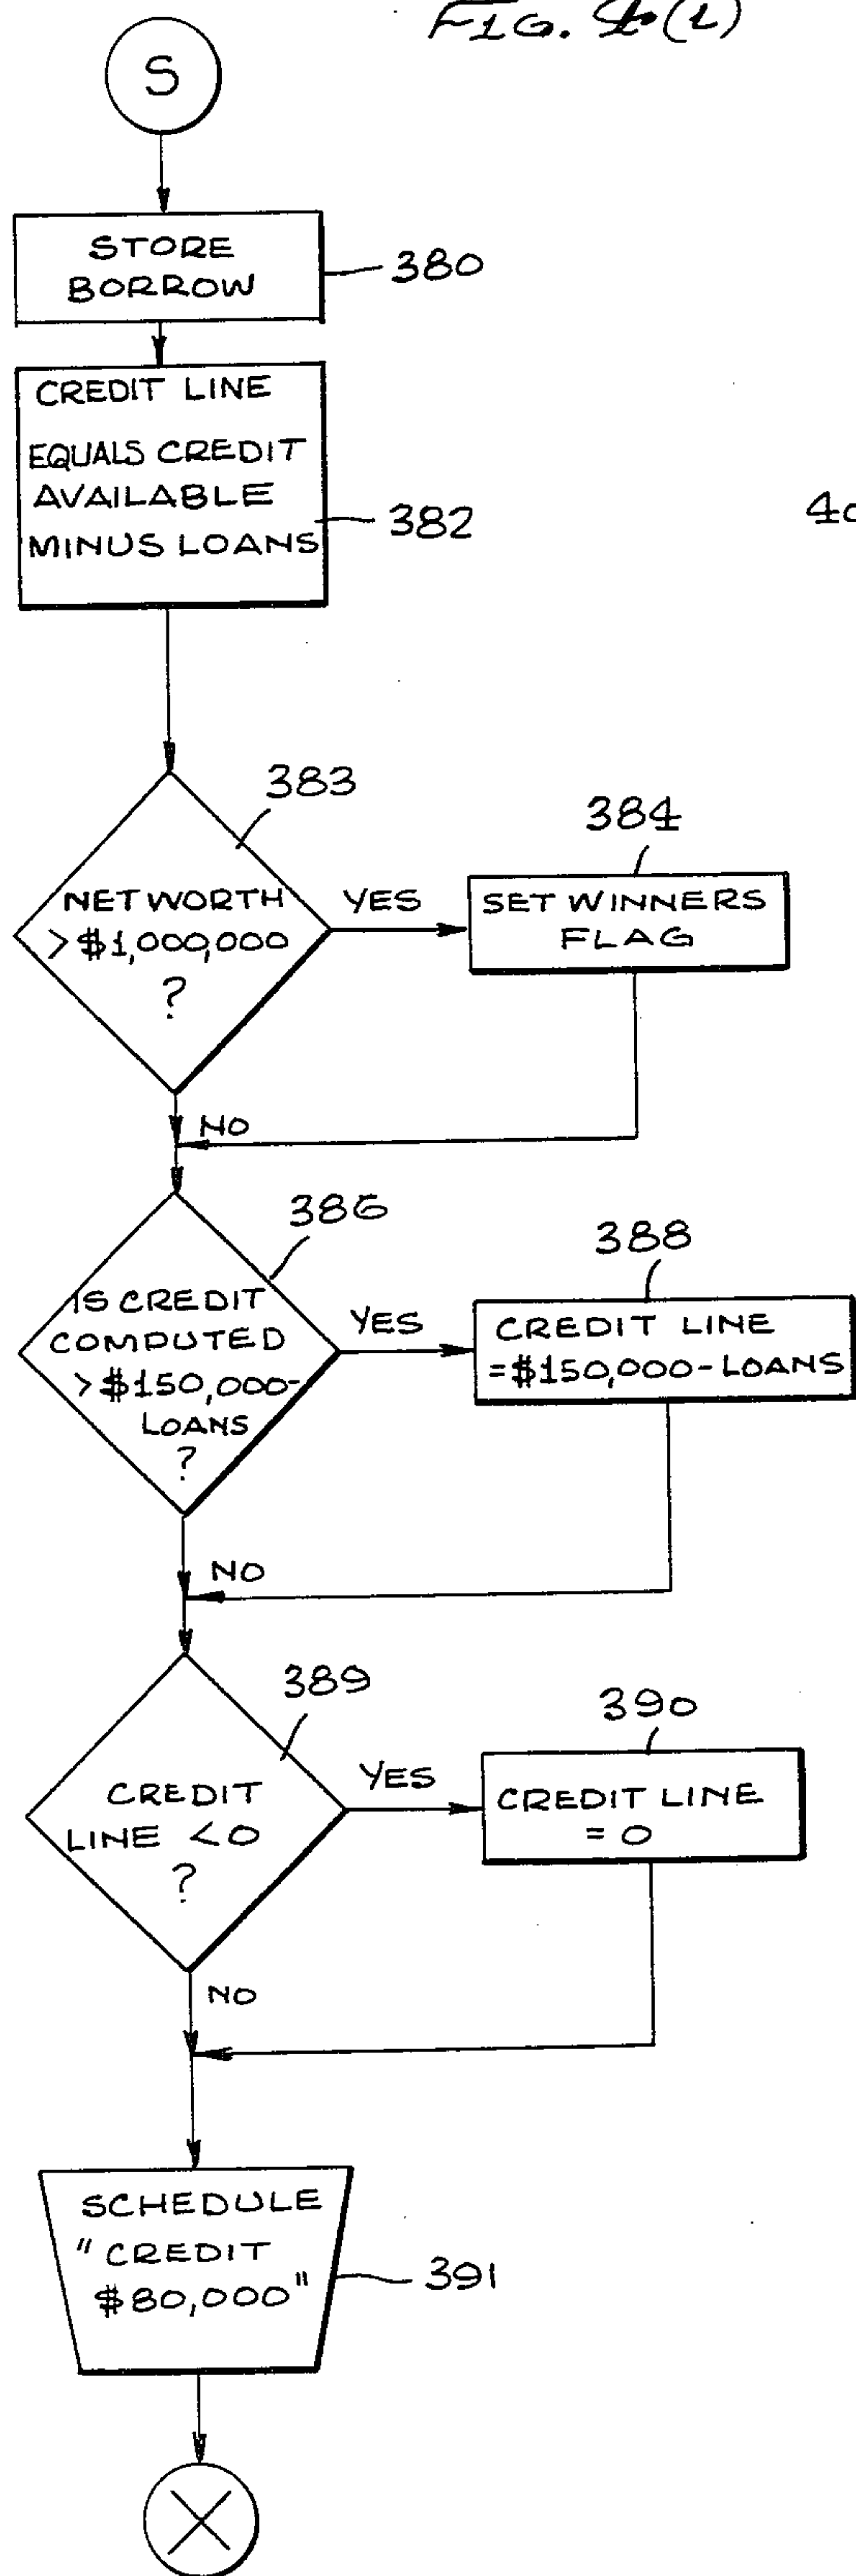 FIG.
S
STORE
BORROW
380
CREDIT LINE
EQUALS CREDIT
AVAILABLE
MINUS LOANS
382
383
NET WORTH
> $1,000,000
?
YES
384
SET WINNERS
FLAG
NO
386
IS CREDIT
COMPUTED
> $150,000-
LOANS
?
YES
388
CREDIT LINE
= $150,000 - LOANS
NO
389
CREDIT
LINE < 0
?
YES
390
CREDIT LINE
= 0
NO
SCHEDULE
"CREDIT
$80,000"
391
X